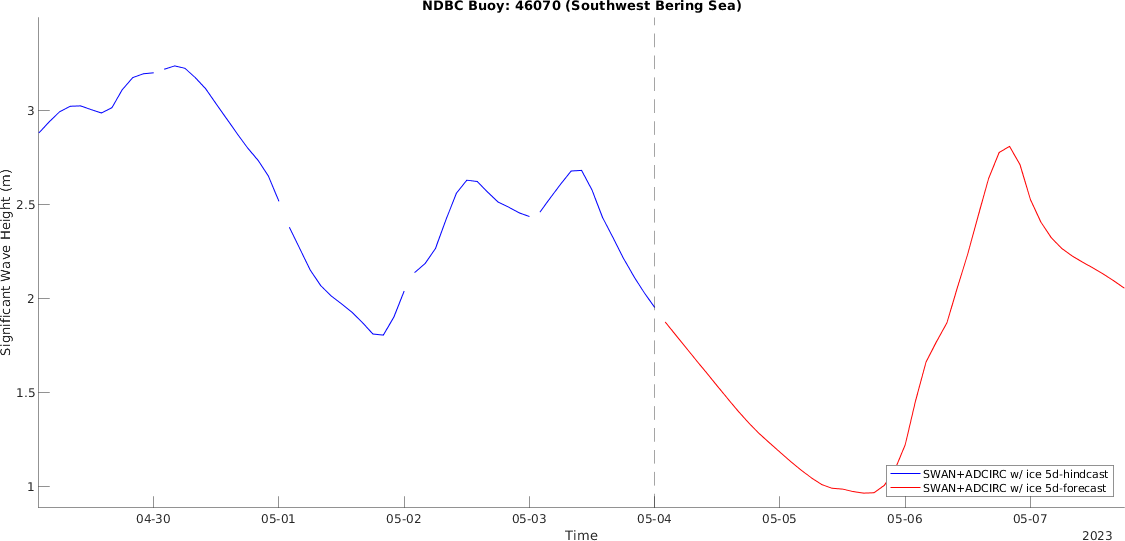 NDBC Buoy: 46070 (Southwest Bering Sea)
Significant Wave Height (m)
3
2.5
2
1.5
1
SWAN+ADCIRC w/ ice 5d-hindcast
SWAN+ADCIRC w/ ice 5d-forecast
04-30 05-01 05-02 05-03 05-04 05-05 05-06 05-07
Time
2023